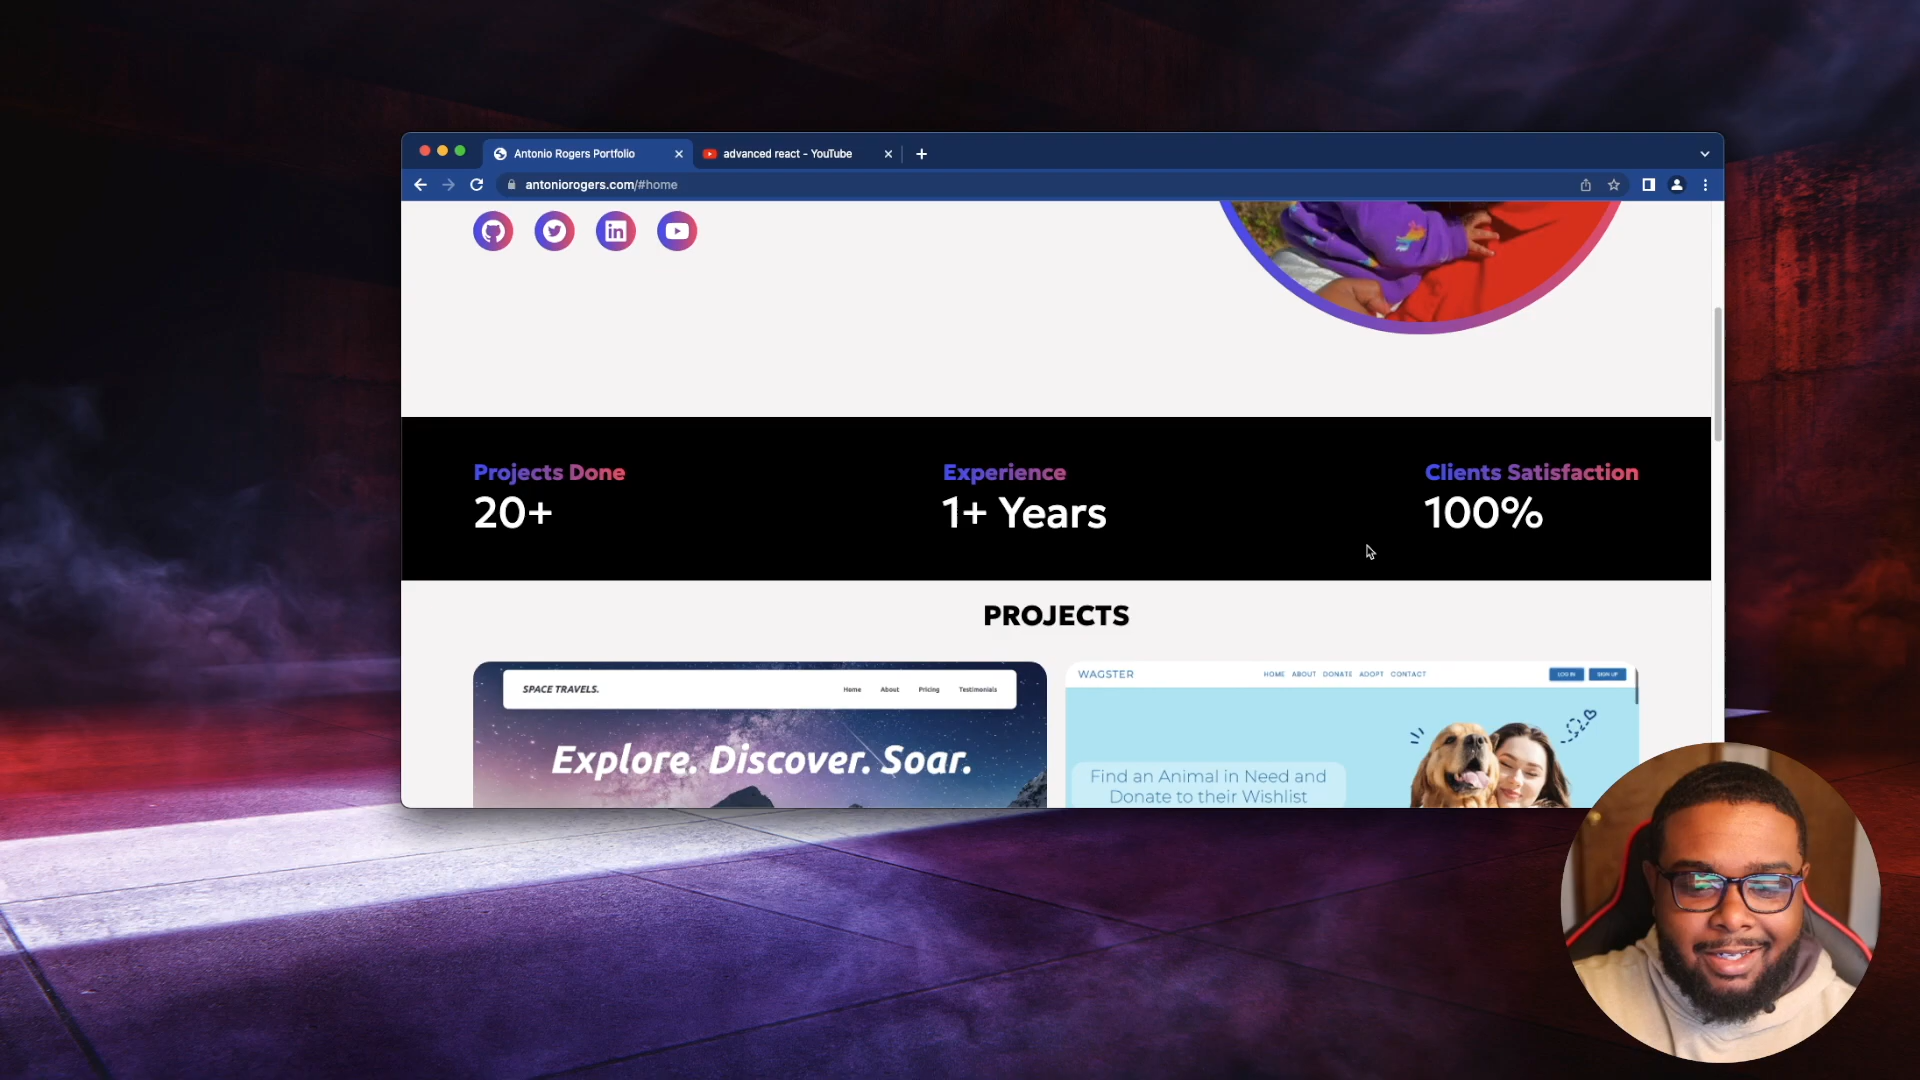 Antonio Rogers Portfolio
advanced react - YouTube
antoniorogers.com/#home
Projects Done
20+
Experience
1+ Years
Clients Satisfaction
100%
PROJECTS
SPACE TRAVELS.
Home About Pricing Testimonials
Explore. Discover. Soar.
WAGSTER
HOME ABOUT DONATE ADOPT CONTACT
LOG IN SIGN UP
Find an Animal in Need and
Donate to their Wishlist